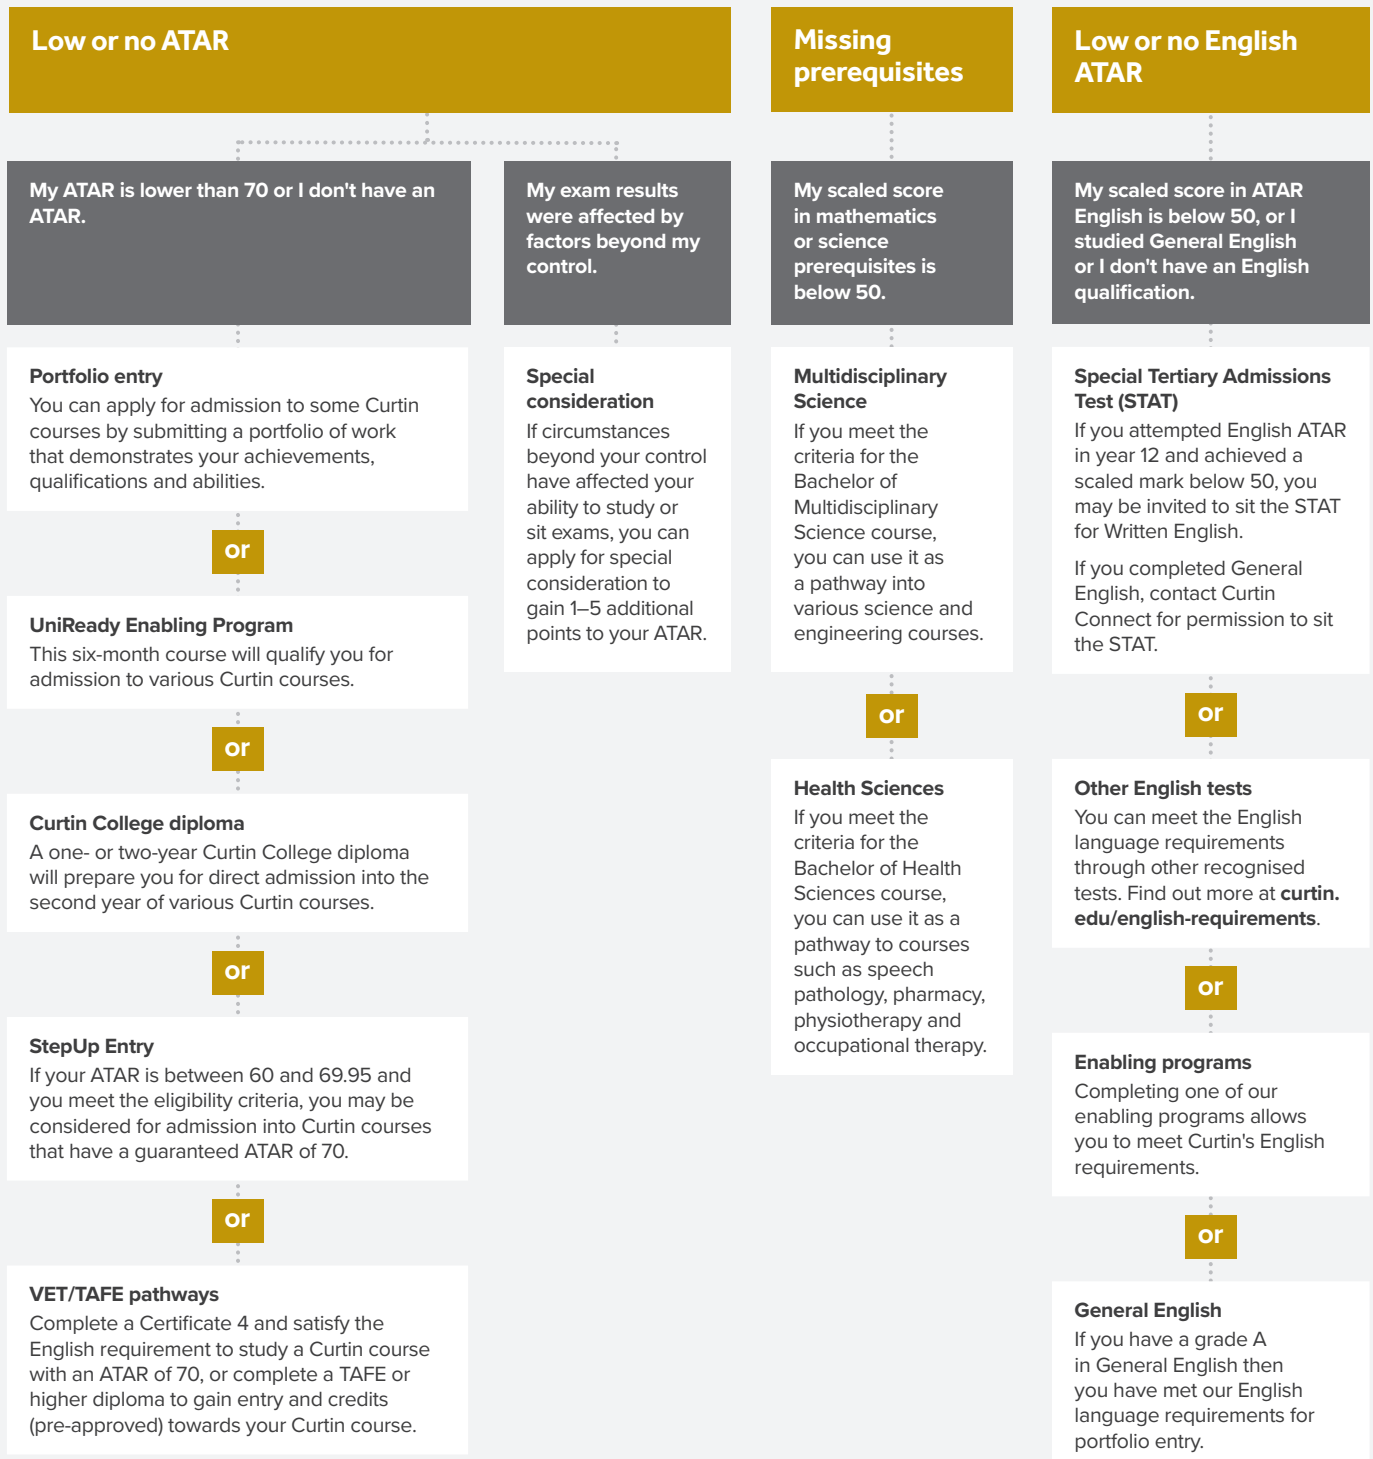 Low or no ATAR
My ATAR is lower than 70 or I don't have an
ATAR.
Portfolio entry
You can apply for admission to some Curtin
courses by submitting a portfolio of work
that demonstrates your achievements,
qualifications and abilities.
or
UniReady Enabling Program
This six-month course will qualify you for
admission to various Curtin courses.
or
Curtin College diploma
A one- or two-year Curtin College diploma
will prepare you for direct admission into the
second year of various Curtin courses.
or
StepUp Entry
If your ATAR is between 60 and 69.95 and
you meet the eligibility criteria, you may be
considered for admission into Curtin courses
that have a guaranteed ATAR of 70.
or
VET/TAFE pathways
Complete a Certificate 4 and satisfy the
English requirement to study a Curtin course
with an ATAR of 70, or complete a TAFE or
higher diploma to gain entry and credits
(pre-approved) towards your Curtin course.
My exam results
were affected by
factors beyond my
control.
Special
consideration
If circumstances
beyond your control
have affected your
ability to study or
sit exams, you can
apply for special
consideration to
gain 1–5 additional
points to your ATAR.
Missing
prerequisites
My scaled score
in mathematics
or science
prerequisites is
below 50.
Multidisciplinary
Science
If you meet the
criteria for the
Bachelor of
Multidisciplinary
Science course,
you can use it as
a pathway into
various science and
engineering courses.
or
Health Sciences
If you meet the
criteria for the
Bachelor of Health
Sciences course,
you can use it as a
pathway to courses
such as speech
pathology, pharmacy,
physiotherapy and
occupational therapy.
Low or no English
ATAR
My scaled score in ATAR
English is below 50, or I
studied General English
or I don't have an English
qualification.
Special Tertiary Admissions
Test (STAT)
If you attempted English ATAR
in year 12 and achieved a
scaled mark below 50, you
may be invited to sit the STAT
for Written English.
If you completed General
English, contact Curtin
Connect for permission to sit
the STAT.
or
Other English tests
You can meet the English
language requirements
through other recognised
tests. Find out more at curtin.
edu/english-requirements.
or
Enabling programs
Completing one of our
enabling programs allows
you to meet Curtin's English
requirements.
or
General English
If you have a grade A
in General English then
you have met our English
language requirements for
portfolio entry.